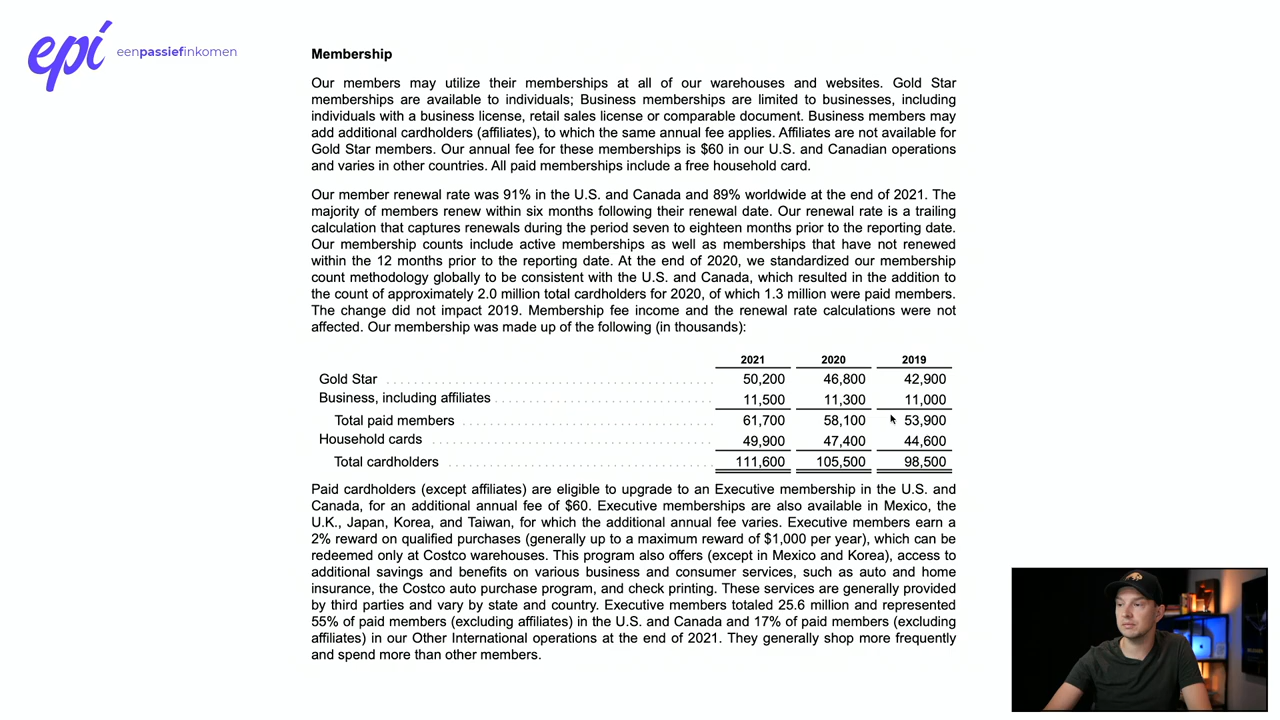 epi eenpassiefinkomen
Membership
Our members may utilize their memberships at all of our warehouses and websites. Gold Star
memberships are available to individuals; Business memberships are limited to businesses, including
individuals with a business license, retail sales license or comparable document. Business members may
add additional cardholders (affiliates), to which the same annual fee applies. Affiliates are not available for
Gold Star members. Our annual fee for these memberships is $60 in our U.S. and Canadian operations
and varies in other countries. All paid memberships include a free household card.
Our member renewal rate was 91% in the U.S. and Canada and 89% worldwide at the end of 2021. The
majority of members renew within six months following their renewal date. Our renewal rate is a trailing
calculation that captures renewals during the period seven to eighteen months prior to the reporting date.
Our membership counts include active memberships as well as memberships that have not renewed
within the 12 months prior to the reporting date. At the end of 2020, we standardized our membership
count methodology globally to be consistent with the U.S. and Canada, which resulted in the addition to
the count of approximately 2.0 million total cardholders for 2020, of which 1.3 million were paid members.
The change did not impact 2019. Membership fee income and the renewal rate calculations were not
affected. Our membership was made up of the following (in thousands):
2021 2020 2019
Gold Star 50,200 46,800 42,900
Business, including affiliates 11,500 11,300 11,000
Total paid members 61,700 58,100 53,900
Household cards 49,900 47,400 44,600
Total cardholders 111,600 105,500 98,500
Paid cardholders (except affiliates) are eligible to upgrade to an Executive membership in the U.S. and
Canada, for an additional annual fee of $60. Executive memberships are also available in Mexico, the
U.K., Japan, Korea, and Taiwan, for which the additional annual fee varies. Executive members earn a
2% reward on qualified purchases (generally up to a maximum reward of $1,000 per year), which can be
redeemed only at Costco warehouses. This program also offers (except in Mexico and Korea), access to
additional savings and benefits on various business and consumer services, such as auto and home
insurance, the Costco auto purchase program, and check printing. These services are generally provided
by third parties and vary by state and country. Executive members totaled 25.6 million and represented
55% of paid members (excluding affiliates) in the U.S. and Canada and 17% of paid members (excluding
affiliates) in our Other International operations at the end of 2021. They generally shop more frequently
and spend more than other members.